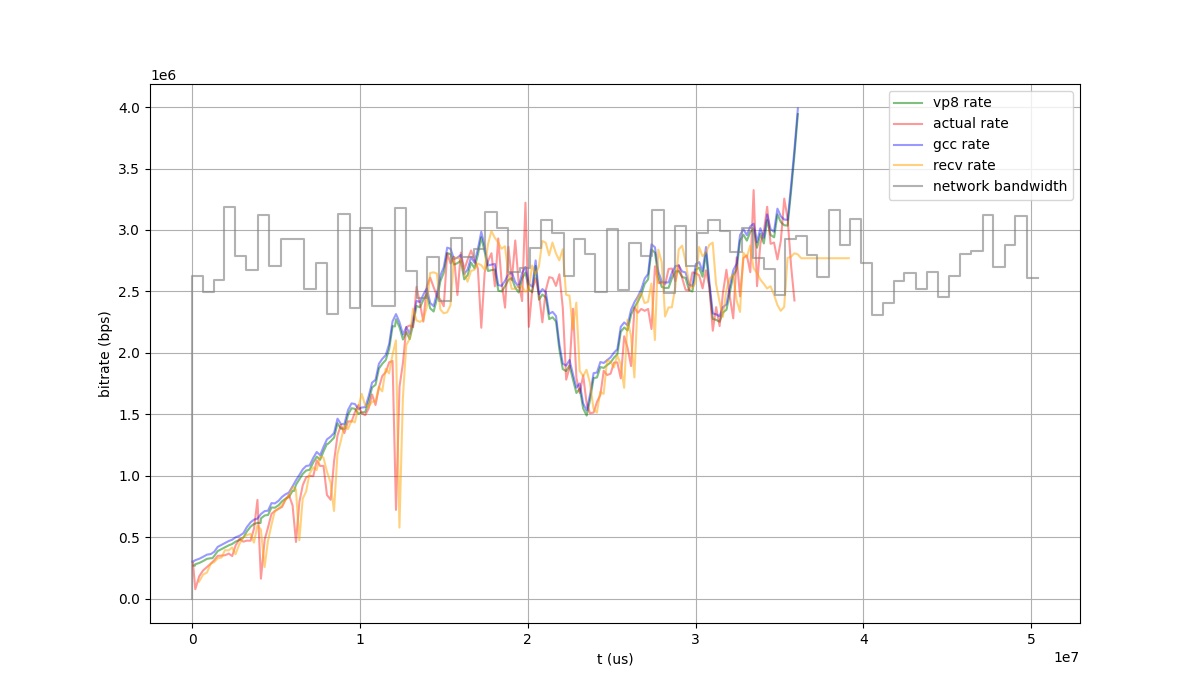 1e6
4.0
3.5
3.0
2.5
2.0
1.5
1.0
0.5
0.0
bitrate (bps)
vp8 rate
actual rate
gcc rate
recv rate
network bandwidth
0 1 2 3 4 5
t (us)
1e7